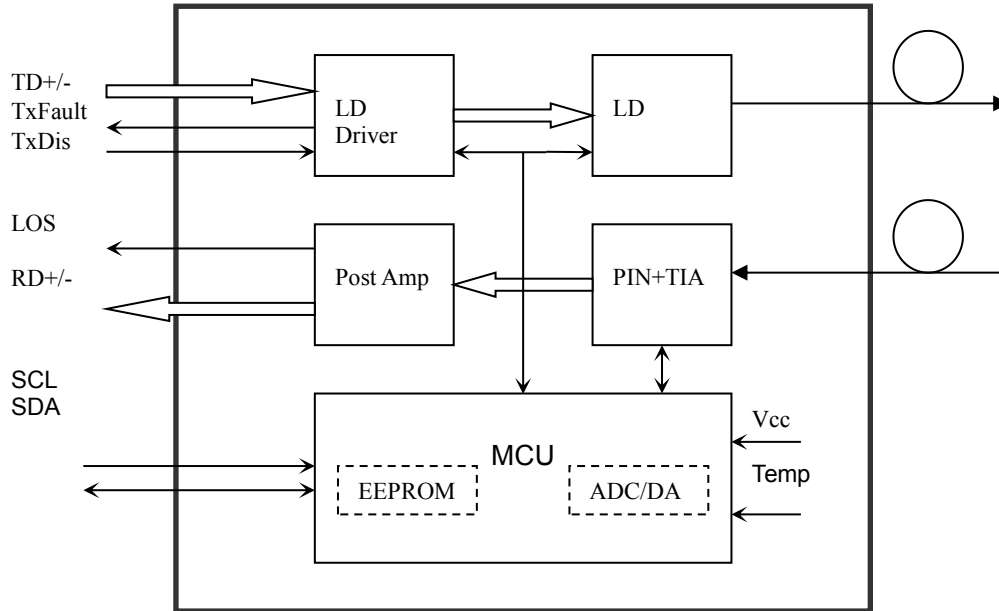 TD+/-
TxFault
TxDis
LD
Driver
LD
LOS
RD+/-
Post Amp
PIN+TIA
SCL
SDA
MCU
EEPROM
ADC/DA
Vcc
Temp